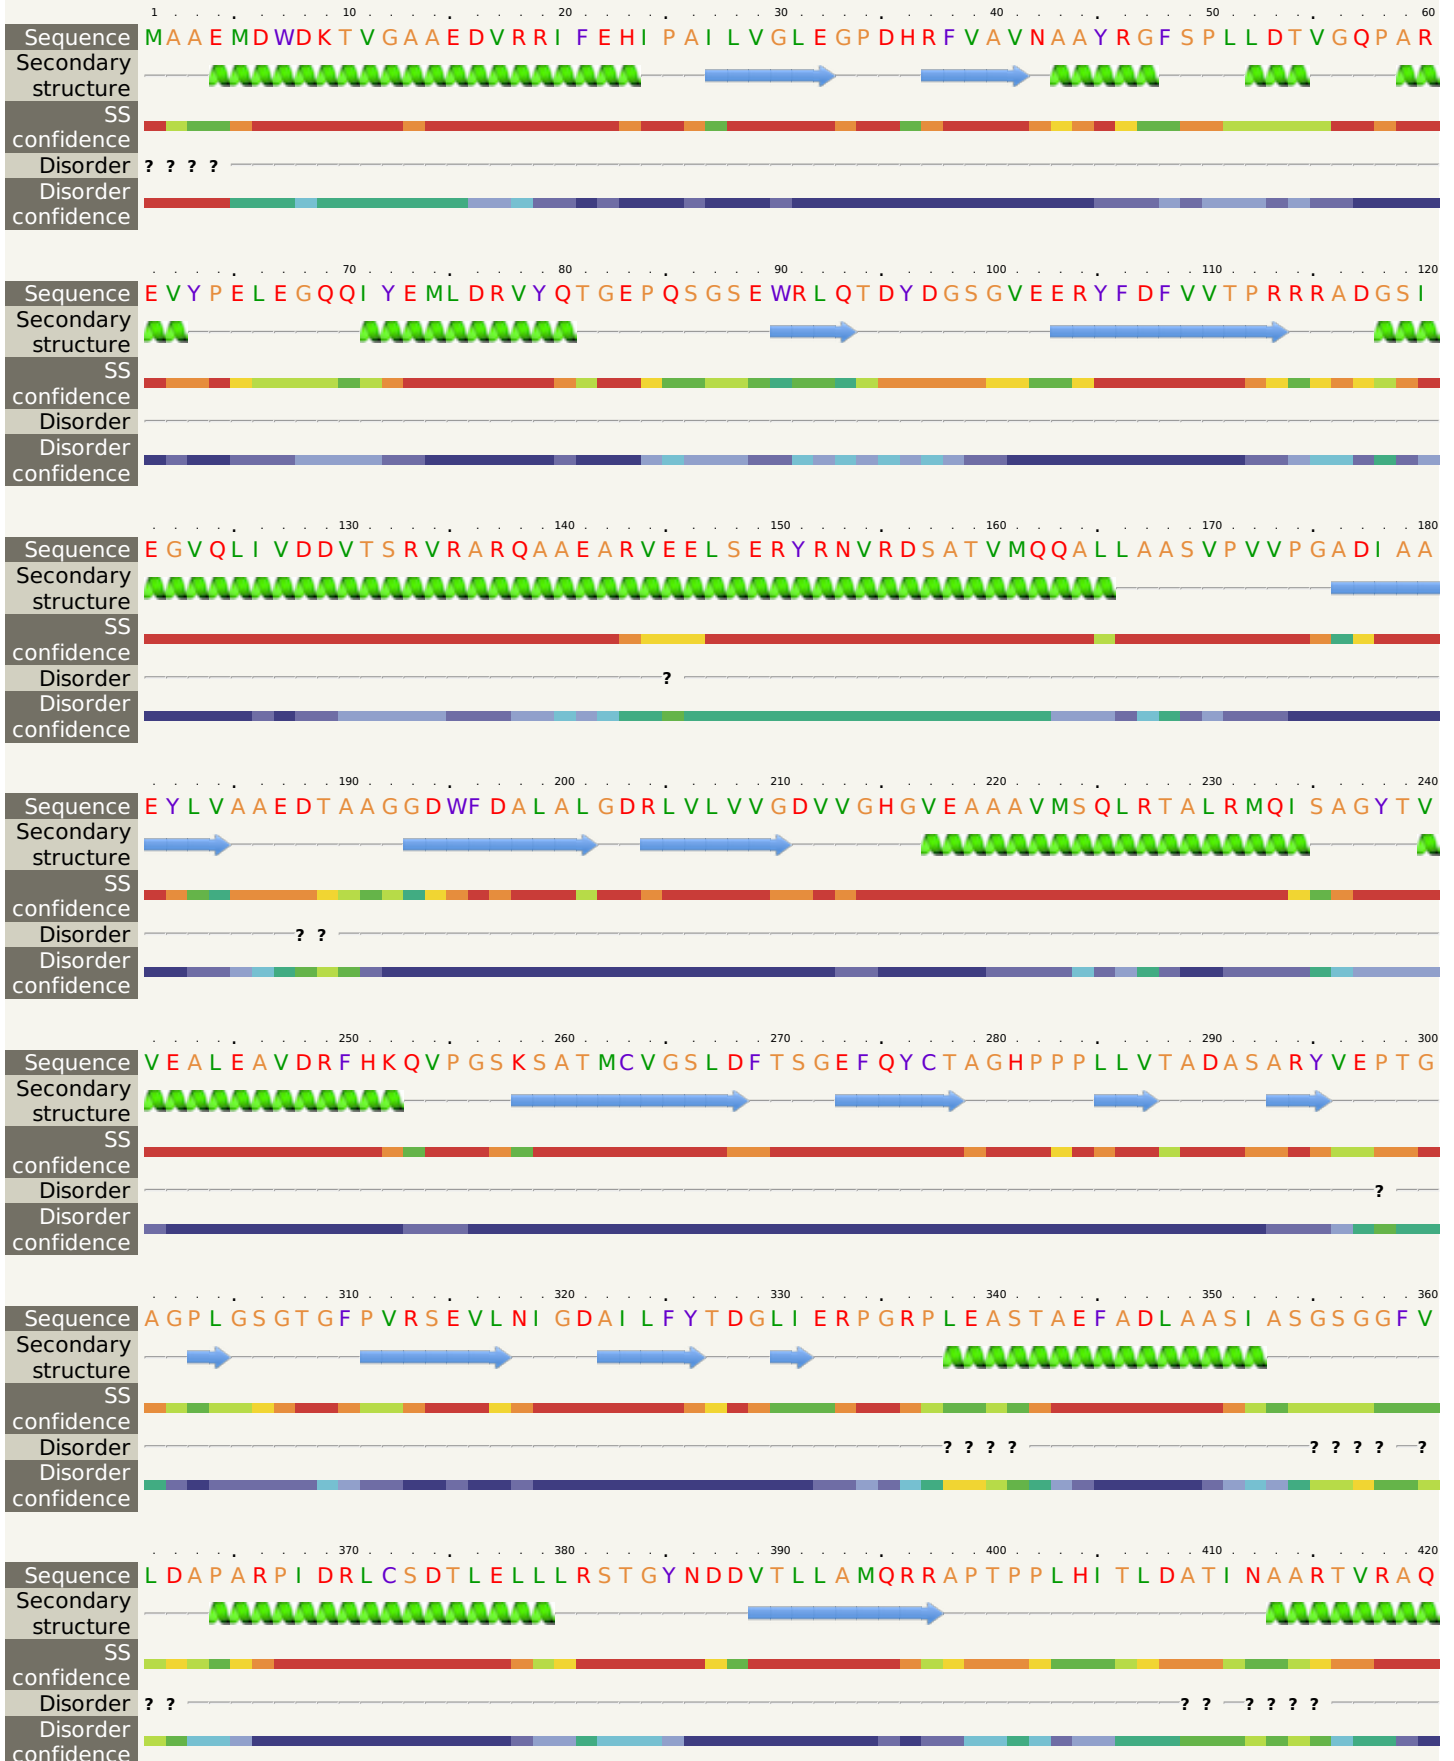 1 10 20 30 40 50 60
Sequence MAAEMDWDKTVGAAEDVRRIFEHIPAILVGLEGPDHRFVAVNAAYRGFSPLLDTVGQPAR
Secondary
structure
SS
confidence
Disorder ? ? ? ?
Disorder
confidence
70 80 90 100 110 120
Sequence EVYPELEGQQIYEMLDRVYQTGEPQSGSEWRLQTDYDGSGVEERYFDFVVTPRRRADGSI
Secondary
structure
SS
confidence
Disorder
Disorder
confidence
130 140 150 160 170 180
Sequence EGVQLIVDDVTSRVRARQAAEARVEELSERYRNVRDSATVMQQALLAASVPVVPGADIAA
Secondary
structure
SS
confidence
Disorder ?
Disorder
confidence
190 200 210 220 230 240
Sequence EYLVAAEDTAAGGDWFDALALGDRLVLVVGDVVGHGVEAAAVMSQLRTALRMQISAGYTV
Secondary
structure
SS
confidence
Disorder ? ?
Disorder
confidence
250 260 270 280 290 300
Sequence VEALEAVDRFHKQVPGSKSATMCVGSLDFTSGEFQYCTAGHPPPLLVTADASARYVEPTG
Secondary
structure
SS
confidence
Disorder ?
Disorder
confidence
310 320 330 340 350 360
Sequence AGPLGSGTGFPVRSEVLNIGDAILFYTDGLIERPGRPLEASTAEFADLAASIASGSGGFV
Secondary
structure
SS
confidence
Disorder ? ? ? ? ? ? ? ? ?
Disorder
confidence
370 380 390 400 410 420
Sequence LDAPARPIDRLCSDTLELLLRSTGYNDDVTLLAMQRRAPTPPLHITLDATINAARTVRAQ
Secondary
structure
SS
confidence
Disorder ? ? ? ? ? ? ? ?
Disorder
confidence